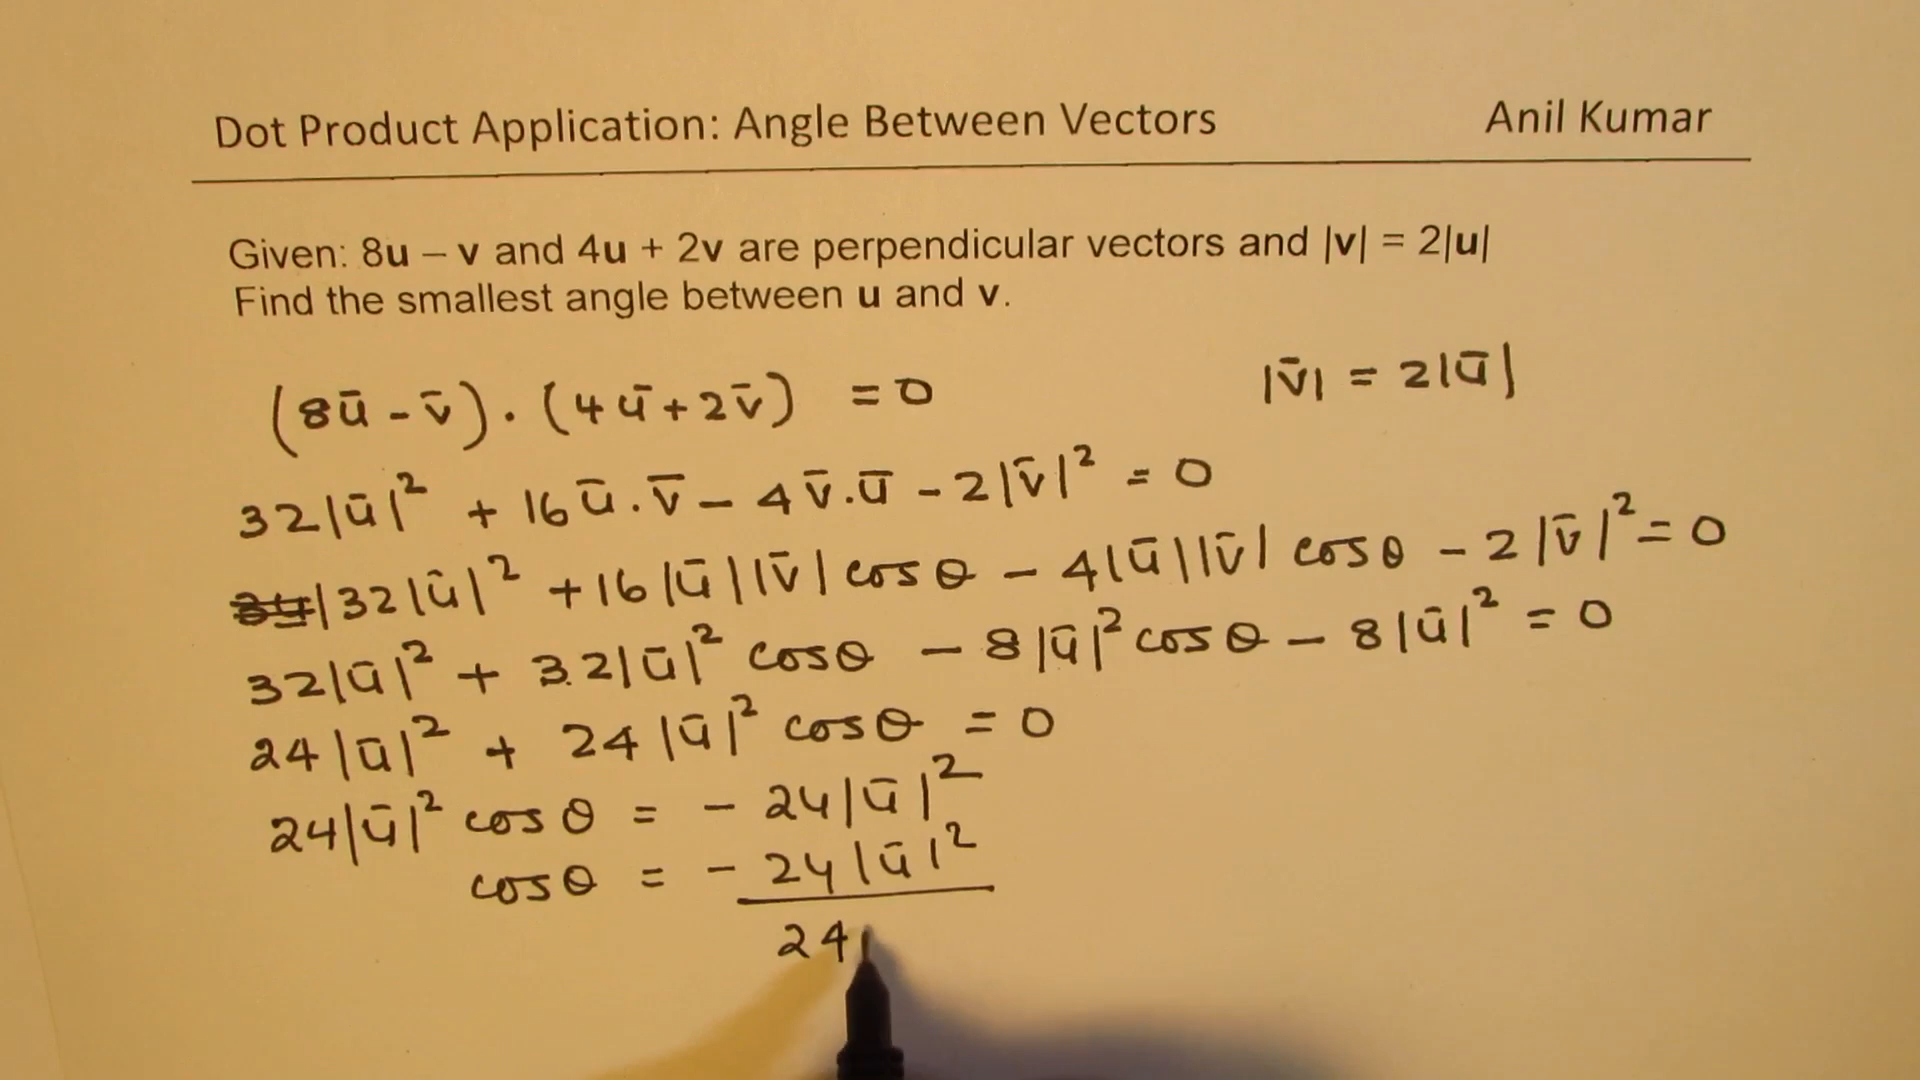 Dot Product Application: Angle Between Vectors Anil Kumar
Given: 8u – v and 4u + 2v are perpendicular vectors and |v| = 2|u|
Find the smallest angle between u and v.
(8ū - v̄) · (4ū + 2v̄) = 0 |v̄| = 2|ū|
32|ū|² + 16ū.v̄ - 4v̄.ū - 2|v̄|² = 0
32|ū|² + 16|ū||v̄| cosθ - 4|ū||v̄| cosθ - 2|v̄|² = 0
32|ū|² + 32|ū|² cosθ - 8|ū|² cosθ - 8|ū|² = 0
24|ū|² + 24|ū|² cosθ = 0
24|ū|² cosθ = - 24|ū|²
cosθ = - 24|ū|²
24